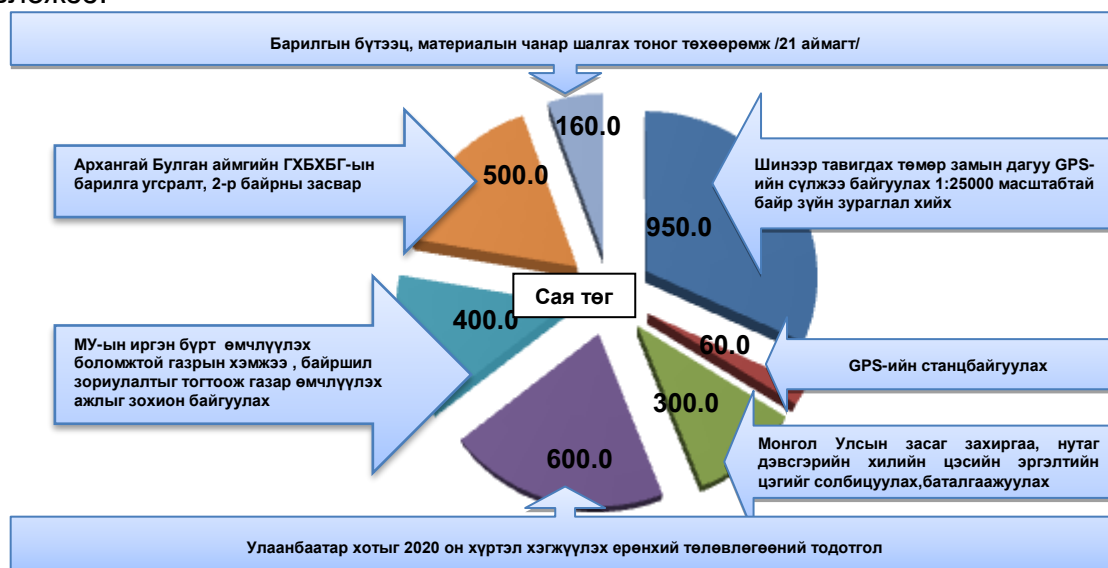 Барилгын бүтээц, материалын чанар шалгах тоног төхөөрөмж /21 аймагт/
160.0
Архангай Булган аймгийн ГХБХБГ-ын
барилга угсралт, 2-р байрны засвар
500.0
Шинээр тавигдах төмөр замын дагуу GPS-
ийн сүлжээ байгуулах 1:25000 масштабтай
байр зүйн зураглал хийх
950.0
Сая төг
МУ-ын иргэн бүрт өмчлүүлэх
боломжтой газрын хэмжээ , байршил
зориулалтыг тогтоож газар өмчлүүлэх
ажлыг зохион байгуулах
400.0
60.0
GPS-ийн станцбайгуулах
300.0
Монгол Улсын засаг захиргаа, нутаг
дэвсгэрийн хилийн цэсийн эргэлтийн
цэгийг солбицуулах,баталгаажуулах
600.0
Улаанбаатар хотыг 2020 он хүртэл хэгжүүлэх ерөнхий төлөвлөгөөний тодотгол